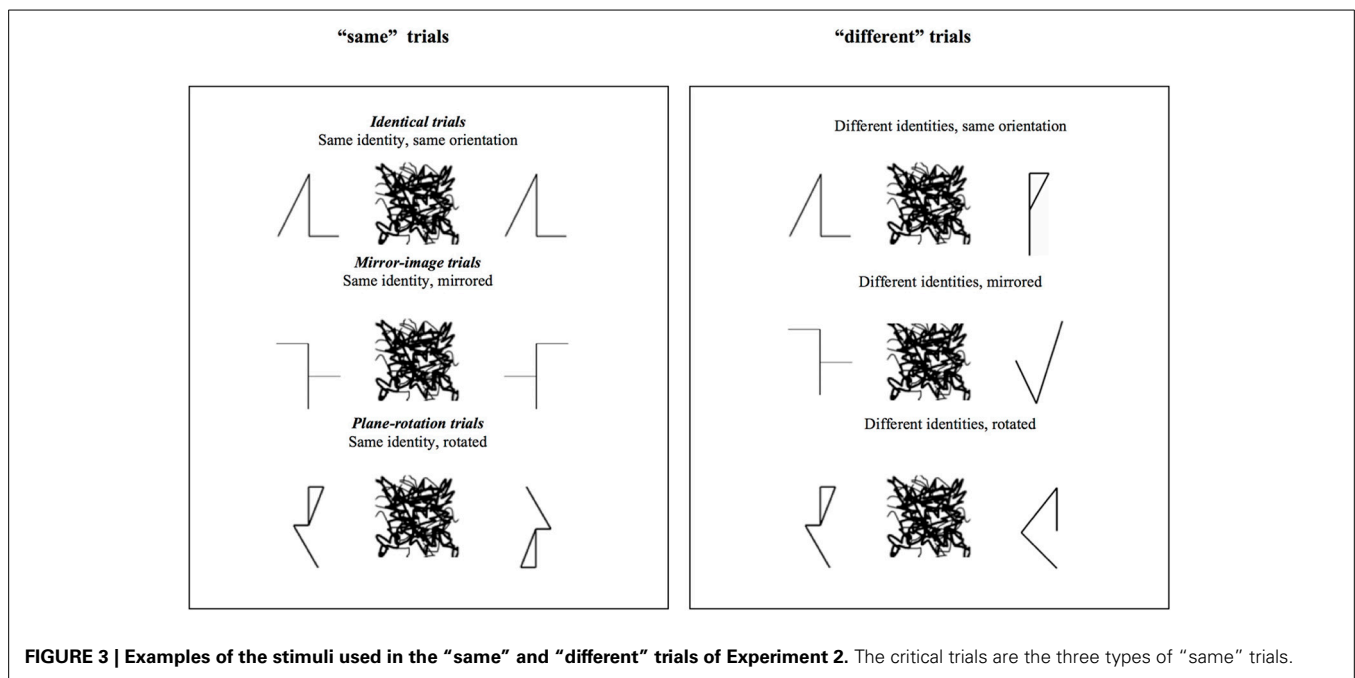 “same” trials
“different” trials
Identical trials
Same identity, same orientation
Mirror-image trials
Same identity, mirrored
Plane-rotation trials
Same identity, rotated
Different identities, same orientation
Different identities, mirrored
Different identities, rotated
FIGURE 3 | Examples of the stimuli used in the “same” and “different” trials of Experiment 2. The critical trials are the three types of “same” trials.